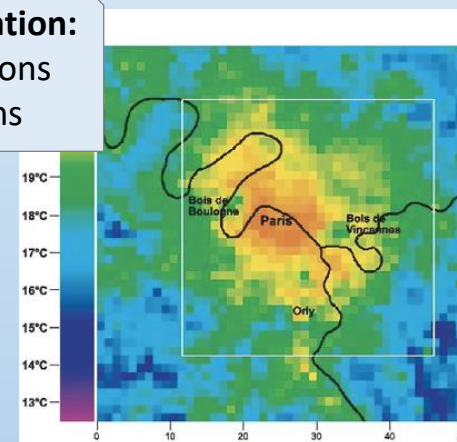 ation:
ons
ns
19°C
18°C
17°C
16°C
15°C
14°C
13°C
Bois de
Boulogne
Paris
Bois de
Vincennes
Orly
0
10
20
30
40